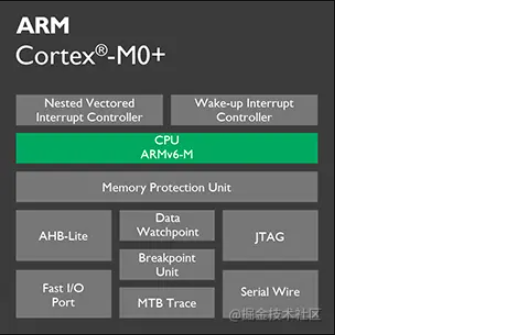 ARM
Cortex®-M0+
Nested Vectored
Interrupt Controller
Wake-up Interrupt
Controller
CPU
ARMv6-M
Memory Protection Unit
AHB-Lite
Data
Watchpoint
JTAG
Breakpoint
Unit
Fast I/O
Port
MTB Trace
Serial Wire
@掘金技术社区